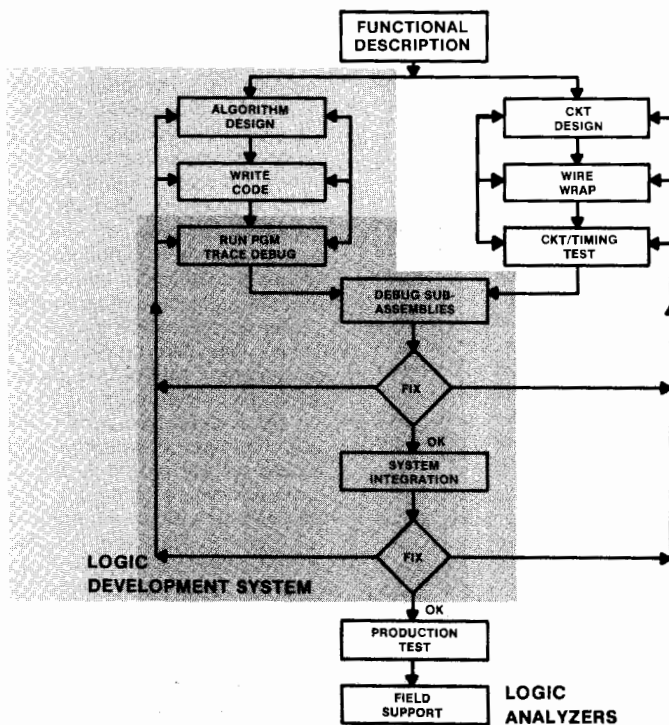 FUNCTIONAL
DESCRIPTION
ALGORITHM
DESIGN
CKT
DESIGN
WRITE
CODE
WIRE
WRAP
RUN PGM
TRACE DEBUG
CKT/TIMING
TEST
DEBUG SUB-
ASSEMBLIES
FIX
OK
SYSTEM
INTEGRATION
FIX
LOGIC
DEVELOPMENT SYSTEM
OK
PRODUCTION
TEST
FIELD
SUPPORT
LOGIC
ANALYZERS